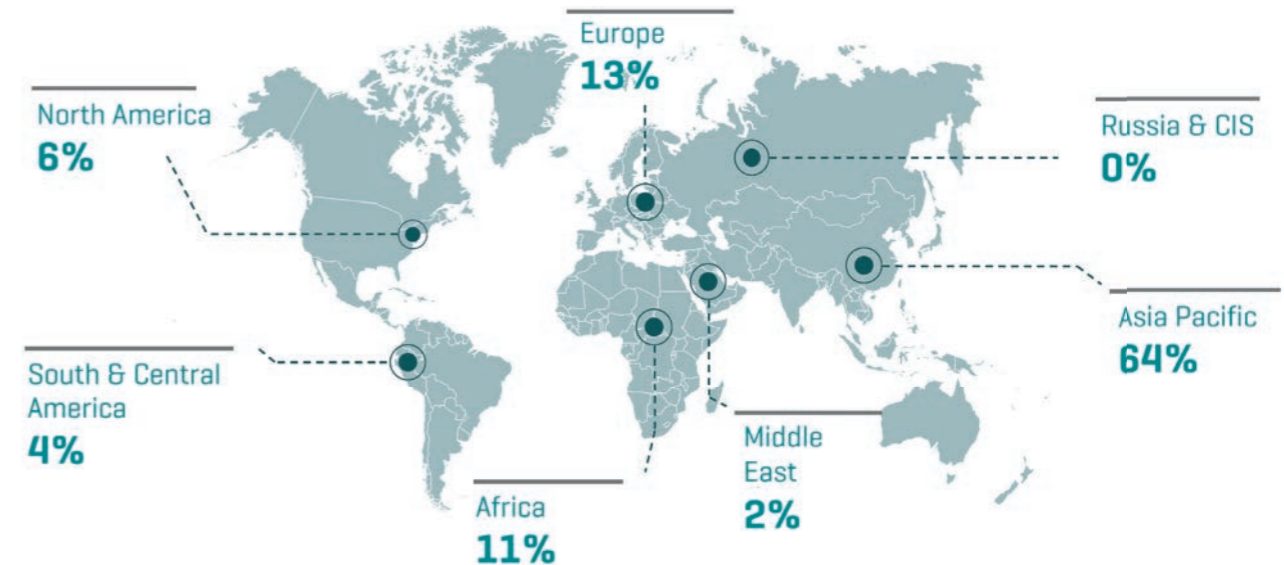 Europe
13%
North America
6%
Russia & CIS
0%
Asia Pacific
64%
South & Central
America
4%
Middle
East
2%
Africa
11%